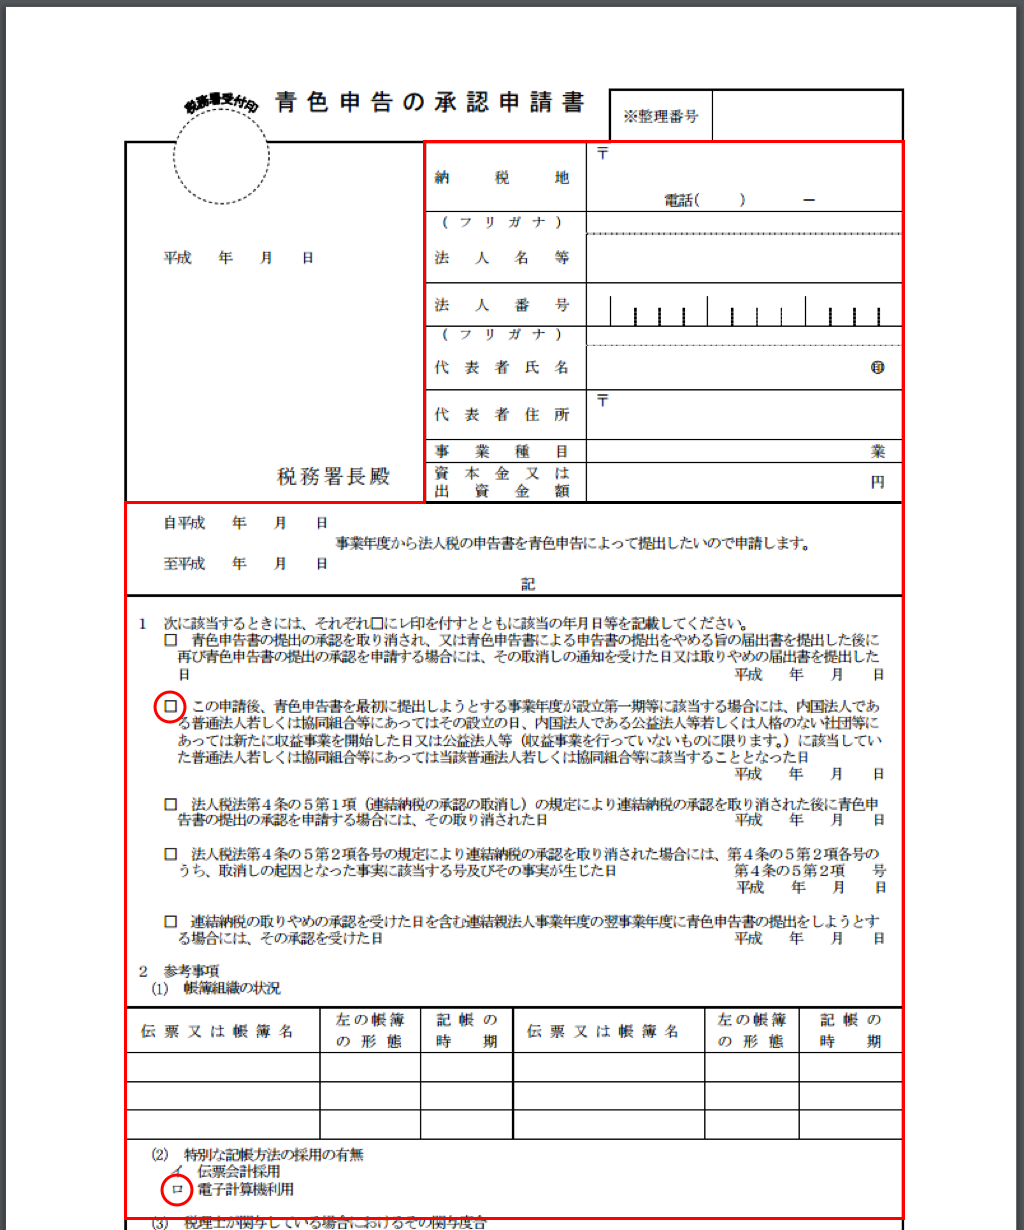 税務署受付印
青色申告の承認申請書
※整理番号
納税地
〒
電話(　　)　　－
(フリガナ)
平成　年　月　日
法人名等
法人番号
(フリガナ)
代表者氏名
㊞
代表者住所
〒
事業種目
業
税務署長殿
資本金又は
出資金額
円
自平成　年　月　日
事業年度から法人税の申告書を青色申告によって提出したいので申請します。
至平成　年　月　日
記
1　次に該当するときには、それぞれ□にレ印を付すとともに該当の年月日等を記載してください。
□　青色申告書の提出の承認を取り消され、又は青色申告書による申告書の提出をやめる旨の届出書を提出した後に
再び青色申告書の提出の承認を申請する場合には、その取消しの通知を受けた日又は取りやめの届出書を提出した
日　平成　年　月　日
□　この申請後、青色申告書を最初に提出しようとする事業年度が設立第一期等に該当する場合には、内国法人であ
る普通法人若しくは協同組合等にあってはその設立の日、内国法人である公益法人等若しくは人格のない社団等に
あっては新たに収益事業を開始した日又は公益法人等（収益事業を行っていないものに限ります。）に該当してい
た普通法人若しくは協同組合等にあっては当該普通法人若しくは協同組合等に該当することとなった日
平成　年　月　日
□　法人税法第４条の５第１項（連結納税の承認の取消し）の規定により連結納税の承認を取り消された後に青色申
告書の提出の承認を申請する場合には、その取り消された日　平成　年　月　日
□　法人税法第４条の５第２項各号の規定により連結納税の承認を取り消された場合には、第４条の５第２項各号の
うち、取消しの起因となった事実に該当する号及びその事実が生じた日　第４条の５第２項　号
平成　年　月　日
□　連結納税の取りやめの承認を受けた日を含む連結親法人事業年度の翌事業年度に青色申告書の提出をしようとす
る場合には、その承認を受けた日　平成　年　月　日
2　参考事項
(1)　帳簿組織の状況
伝票又は帳簿名　左の帳簿の形態　記帳の時期　伝票又は帳簿名　左の帳簿の形態　記帳の時期
(2)　特別な記帳方法の採用の有無
イ　伝票会計採用
ロ　電子計算機利用
(3)　税理士が関与している場合におけるその関与度合